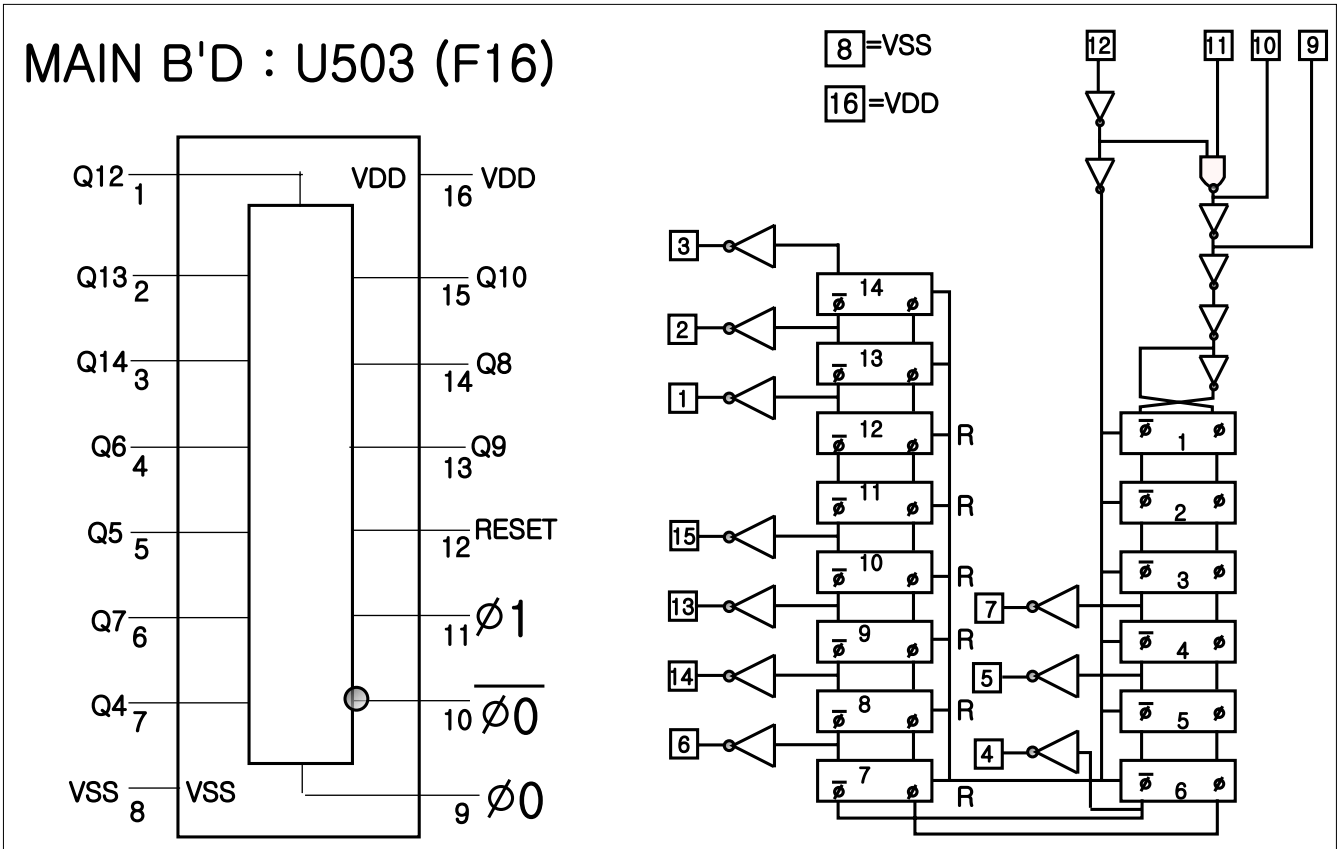 MAIN B'D : U503 (F16)
8 =VSS
16 =VDD
12 11 10 9
Q12 1
VDD 16 VDD
Q13 2
15 Q10
Q14 3
14 Q8
Q6 4
13 Q9
Q5 5
12 RESET
Q7 6
11 Ø1
Q4 7
10 Ø̅0̅
VSS 8 VSS
9 Ø0
3
14
ø̅ ø
2
13
ø̅ ø
1
12
ø̅ ø R
11
ø̅ ø R
15
10
ø̅ ø R
13
9
ø̅ ø R
14
8
ø̅ ø R
6
7
ø̅ ø R
ø̅ 1 ø
ø̅ 2 ø
ø̅ 3 ø
7
ø̅ 4 ø
5
ø̅ 5 ø
4
ø̅ 6 ø